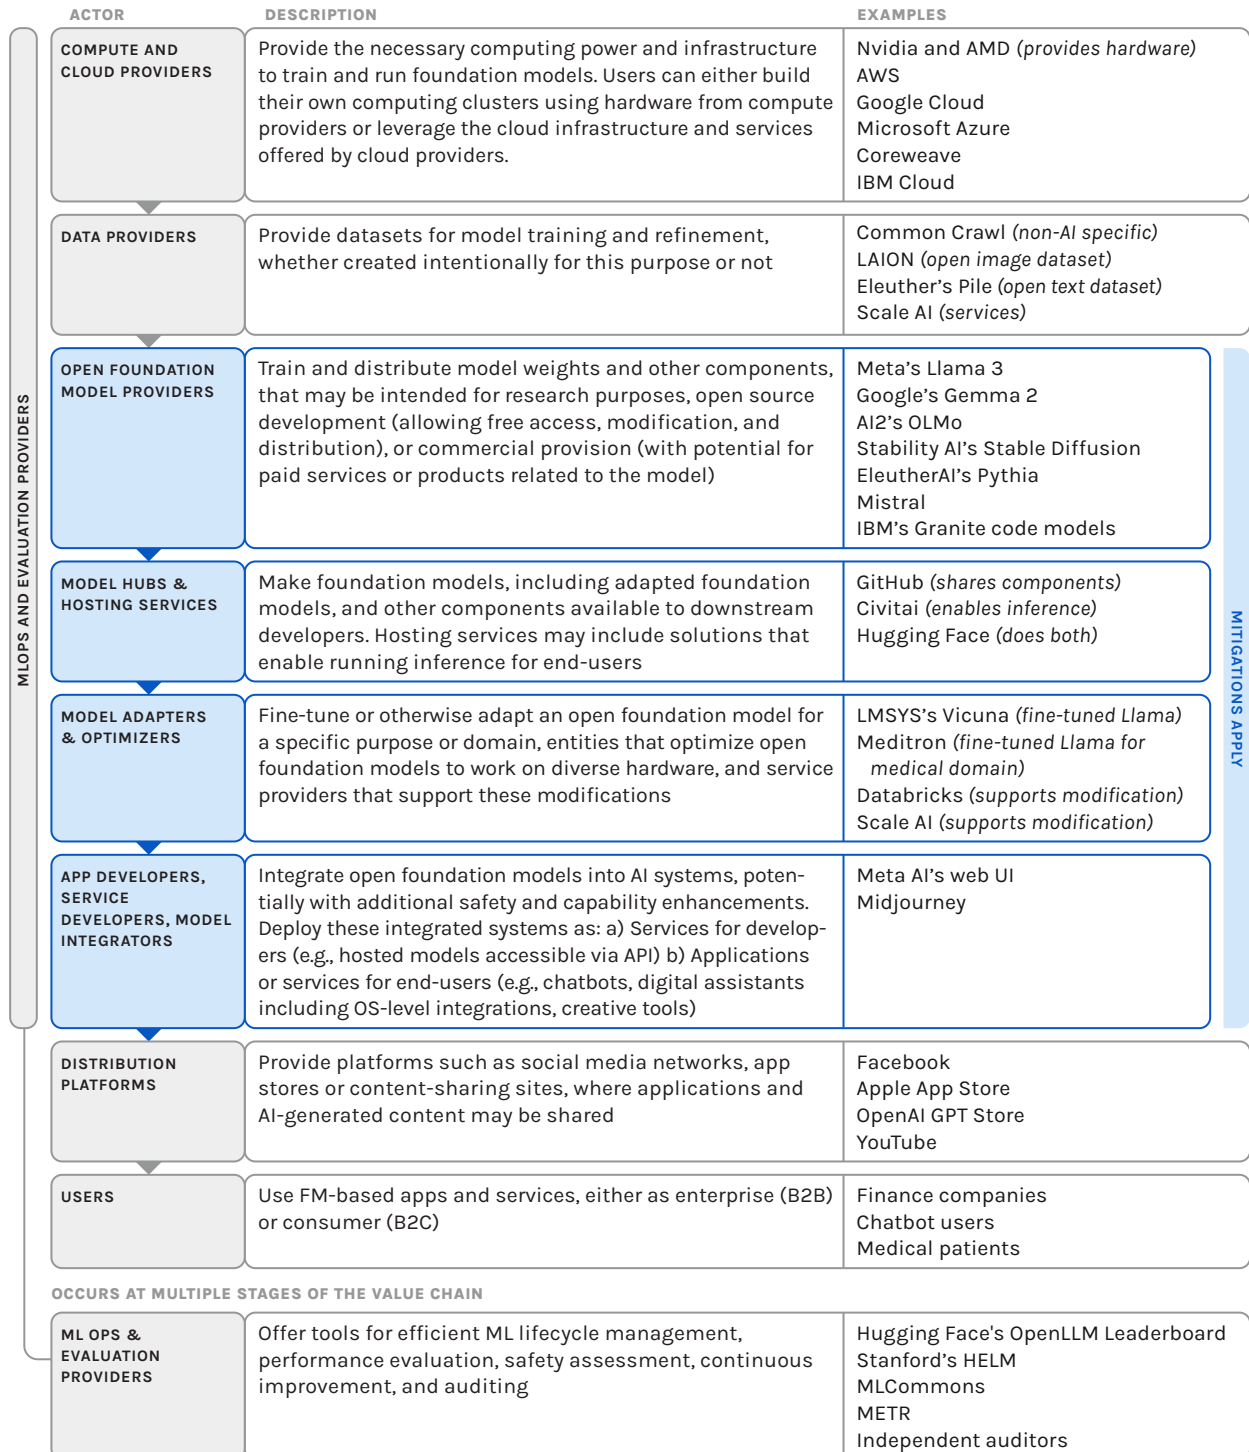 ACTOR
DESCRIPTION
EXAMPLES
MLOPS AND EVALUATION PROVIDERS
COMPUTE AND
CLOUD PROVIDERS
Provide the necessary computing power and infrastructure
to train and run foundation models. Users can either build
their own computing clusters using hardware from compute
providers or leverage the cloud infrastructure and services
offered by cloud providers.
Nvidia and AMD (provides hardware)
AWS
Google Cloud
Microsoft Azure
Coreweave
IBM Cloud
DATA PROVIDERS
Provide datasets for model training and refinement,
whether created intentionally for this purpose or not
Common Crawl (non-AI specific)
LAION (open image dataset)
Eleuther’s Pile (open text dataset)
Scale AI (services)
OPEN FOUNDATION
MODEL PROVIDERS
Train and distribute model weights and other components,
that may be intended for research purposes, open source
development (allowing free access, modification, and
distribution), or commercial provision (with potential for
paid services or products related to the model)
Meta’s Llama 3
Google’s Gemma 2
AI2’s OLMo
Stability AI’s Stable Diffusion
EleutherAI’s Pythia
Mistral
IBM’s Granite code models
MODEL HUBS &
HOSTING SERVICES
Make foundation models, including adapted foundation
models, and other components available to downstream
developers. Hosting services may include solutions that
enable running inference for end-users
GitHub (shares components)
Civitai (enables inference)
Hugging Face (does both)
MODEL ADAPTERS
& OPTIMIZERS
Fine-tune or otherwise adapt an open foundation model for
a specific purpose or domain, entities that optimize open
foundation models to work on diverse hardware, and service
providers that support these modifications
LMSYS’s Vicuna (fine-tuned Llama)
Meditron (fine-tuned Llama for
medical domain)
Databricks (supports modification)
Scale AI (supports modification)
APP DEVELOPERS,
SERVICE
DEVELOPERS, MODEL
INTEGRATORS
Integrate open foundation models into AI systems, poten-
tially with additional safety and capability enhancements.
Deploy these integrated systems as: a) Services for develop-
ers (e.g., hosted models accessible via API) b) Applications
or services for end-users (e.g., chatbots, digital assistants
including OS-level integrations, creative tools)
Meta AI’s web UI
Midjourney
MITIGATIONS APPLY
DISTRIBUTION
PLATFORMS
Provide platforms such as social media networks, app
stores or content-sharing sites, where applications and
AI-generated content may be shared
Facebook
Apple App Store
OpenAI GPT Store
YouTube
USERS
Use FM-based apps and services, either as enterprise (B2B)
or consumer (B2C)
Finance companies
Chatbot users
Medical patients
OCCURS AT MULTIPLE STAGES OF THE VALUE CHAIN
ML OPS &
EVALUATION
PROVIDERS
Offer tools for efficient ML lifecycle management,
performance evaluation, safety assessment, continuous
improvement, and auditing
Hugging Face's OpenLLM Leaderboard
Stanford’s HELM
MLCommons
METR
Independent auditors